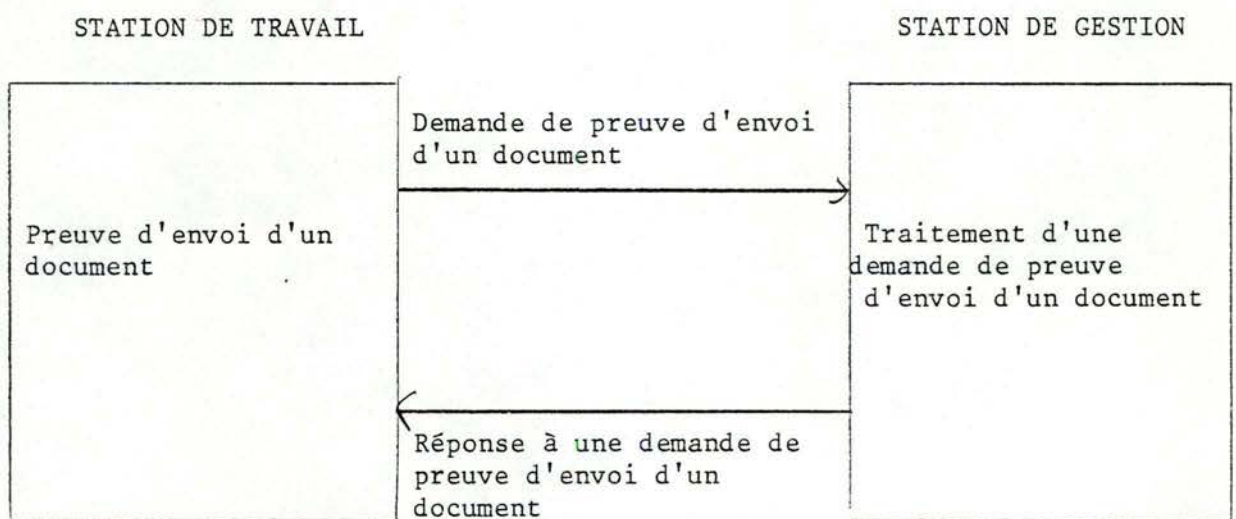 STATION DE TRAVAIL
STATION DE GESTION
Demande de preuve d'envoi
d'un document
Preuve d'envoi d'un
document
Traitement d'une
demande de preuve
d'envoi d'un document
Réponse à une demande de
preuve d'envoi d'un
document